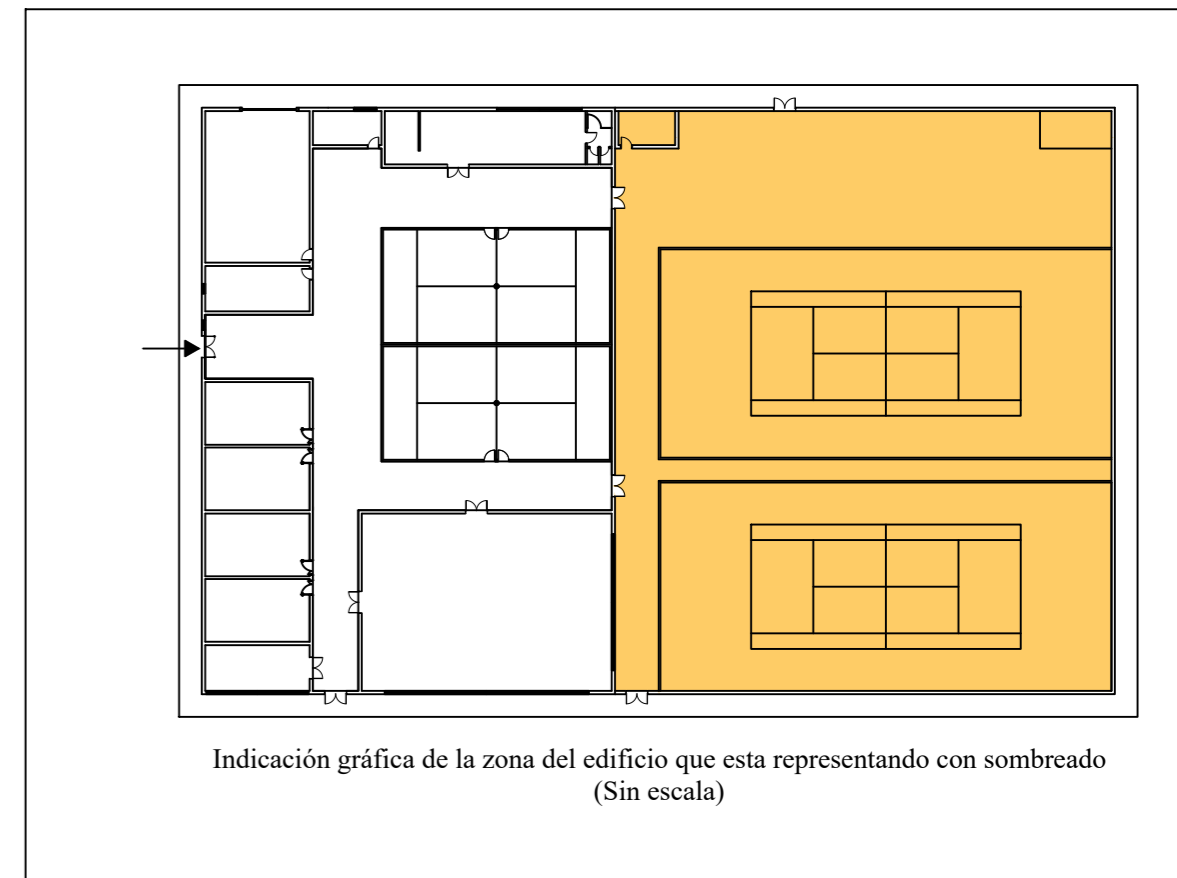 Indicación gráfica de la zona del edificio que esta representando con sombreado
(Sin escala)